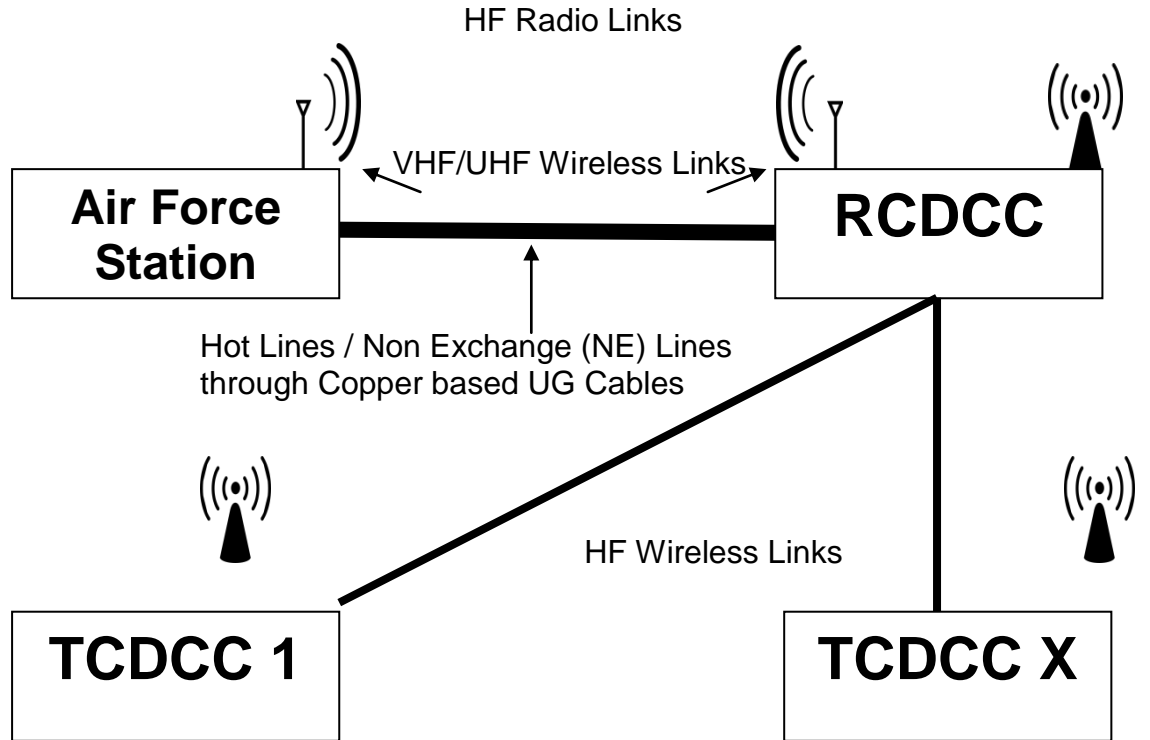 HF Radio Links
VHF/UHF Wireless Links
Air Force
Station
RCDCC
Hot Lines / Non Exchange (NE) Lines
through Copper based UG Cables
HF Wireless Links
TCDCC 1
TCDCC X